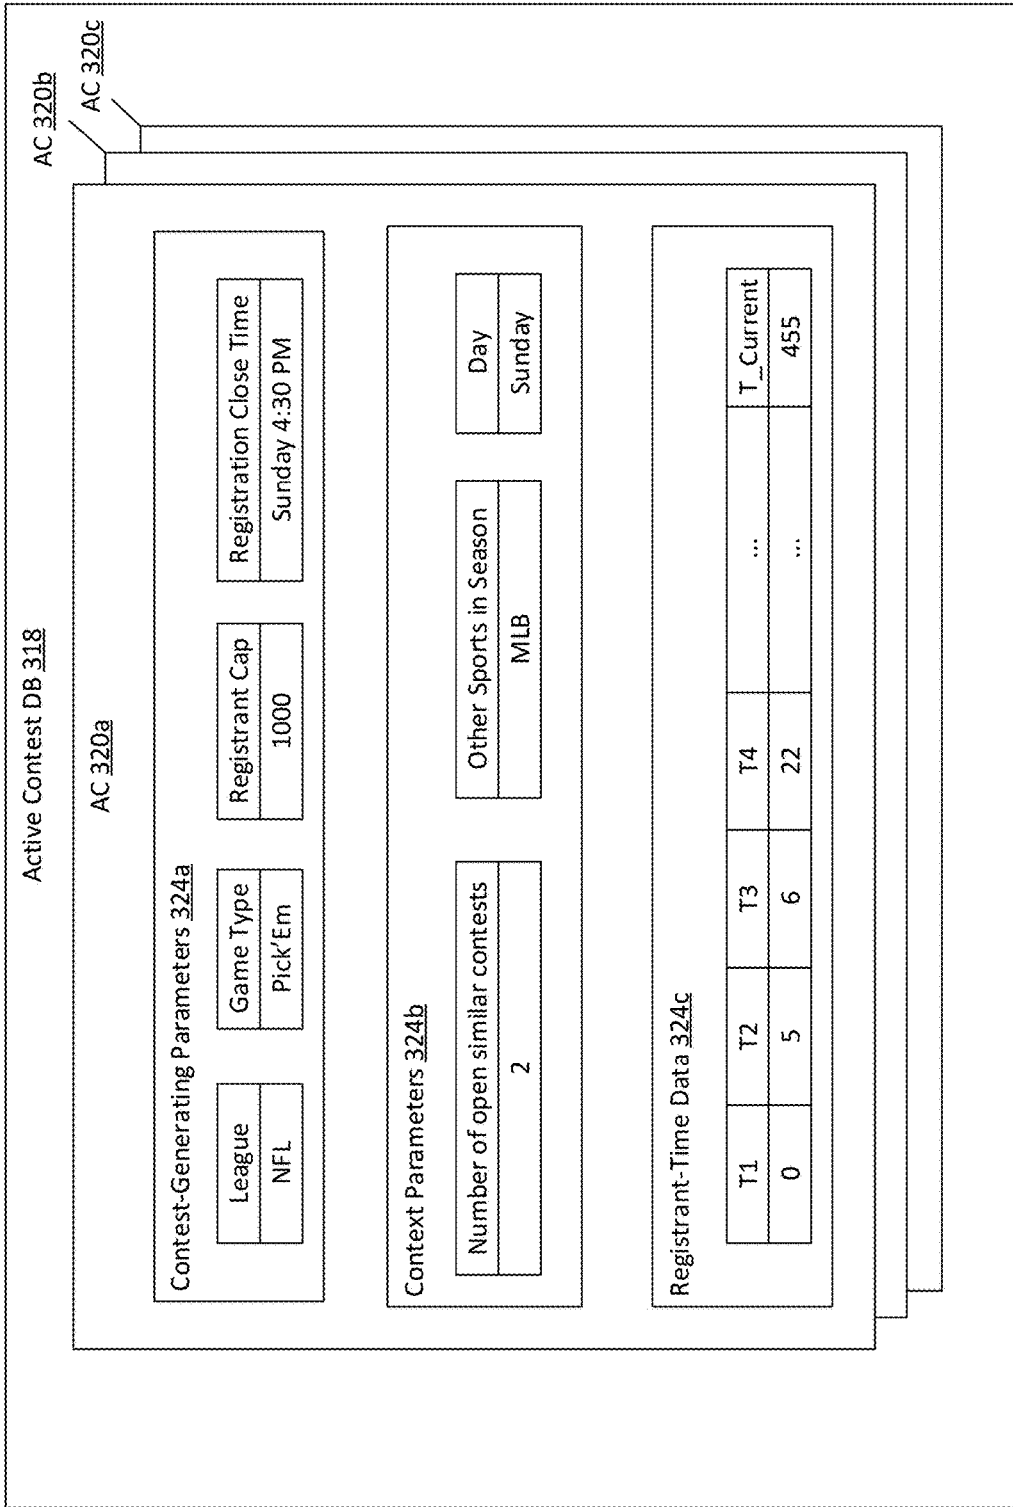 Active Contest DB 318
AC 320a
AC 320b
AC 320c
Contest-Generating Parameters 324a
League
NFL
Game Type
Pick'Em
Registrant Cap
1000
Registration Close Time
Sunday 4:30 PM
Context Parameters 324b
Number of open similar contests
2
Other Sports in Season
MLB
Day
Sunday
Registrant-Time Data 324c
T1 T2 T3 T4 ... T_Current
0 5 6 22 ... 455